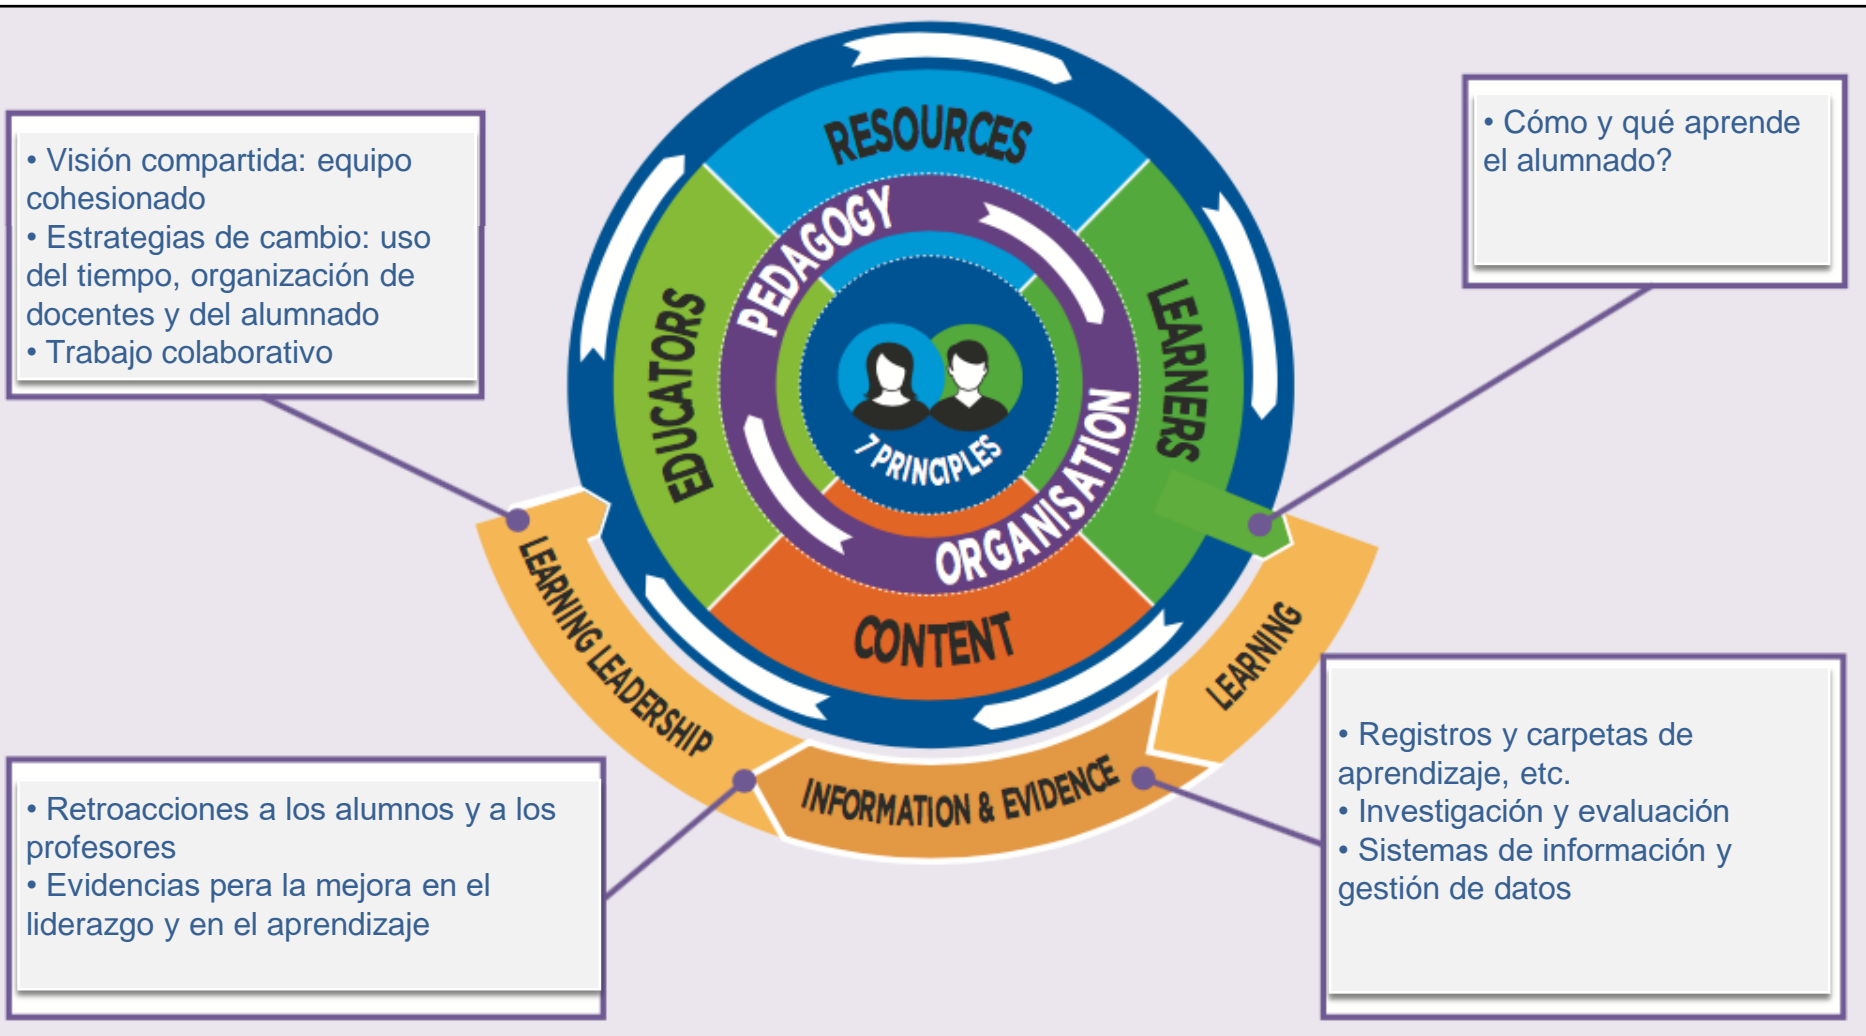 • Visión compartida: equipo
cohesionado
• Estrategias de cambio: uso
del tiempo, organización de
docentes y del alumnado
• Trabajo colaborativo
• Cómo y qué aprende
el alumnado?
RESOURCES
PEDAGOGY
EDUCATORS
LEARNERS
7 PRINCIPLES
ORGANISATION
CONTENT
LEARNING LEADERSHIP
INFORMATION & EVIDENCE
LEARNING
• Retroacciones a los alumnos y a los
profesores
• Evidencias pera la mejora en el
liderazgo y en el aprendizaje
• Registros y carpetas de
aprendizaje, etc.
• Investigación y evaluación
• Sistemas de información y
gestión de datos